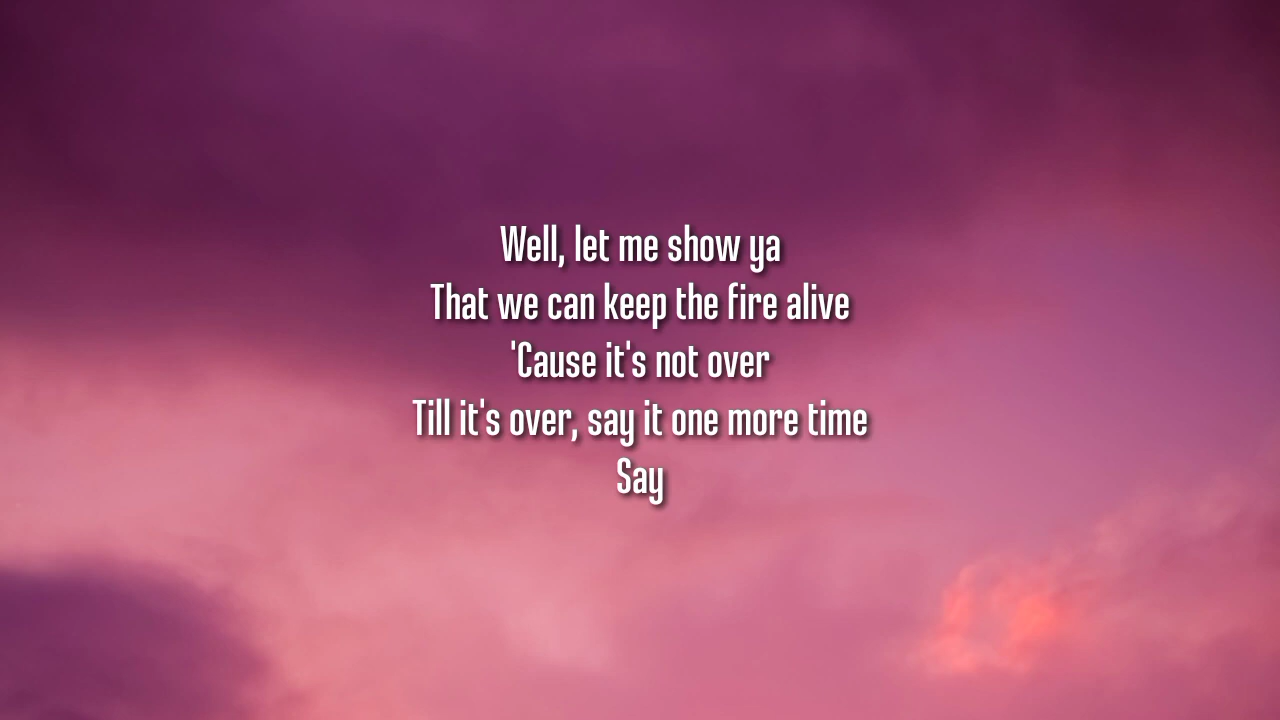 Well, let me show ya
That we can keep the fire alive
'Cause it's not over
Till it's over, say it one more time
Say